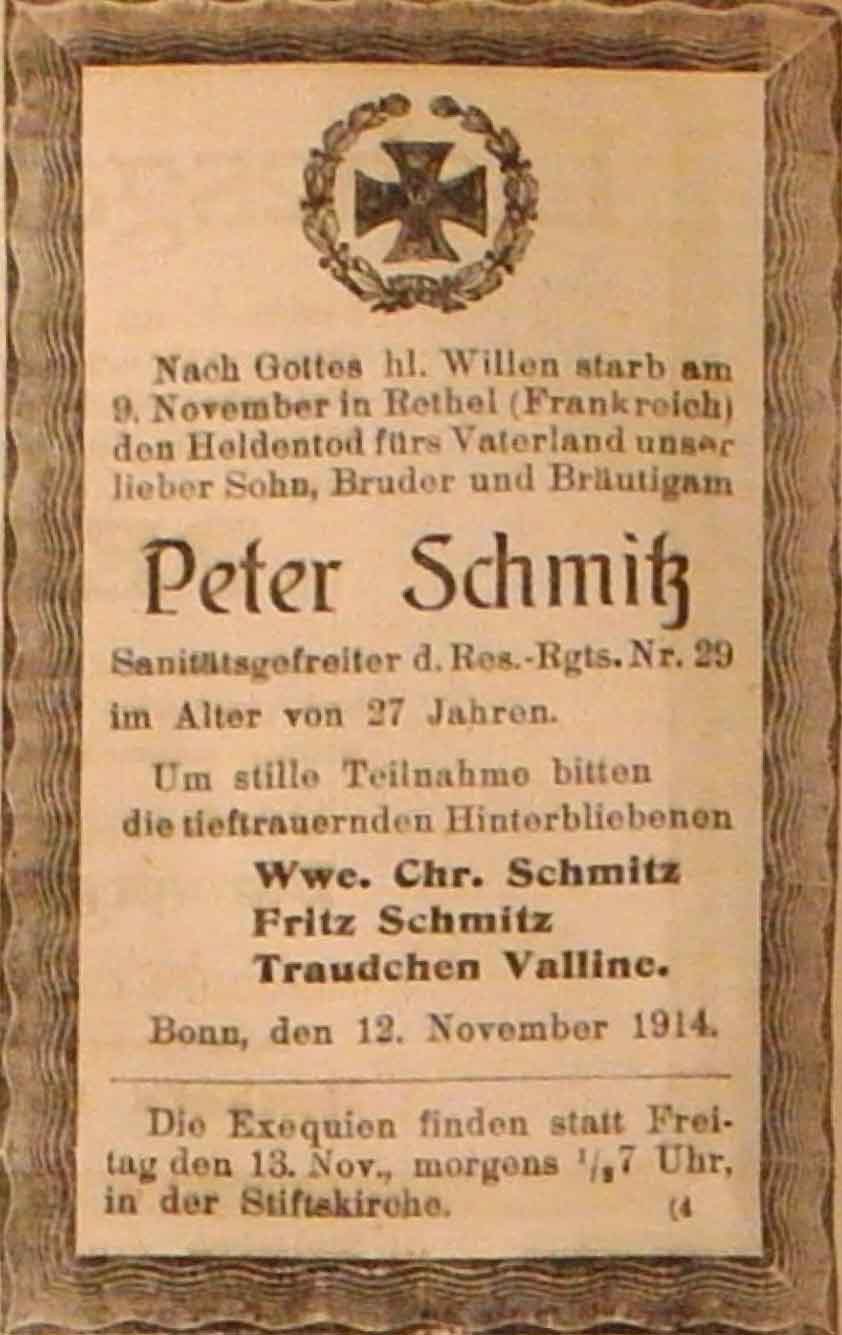 Nach Gottes hl. Willen starb am
9. November in Rethel (Frankreich)
den Heldentod fürs Vaterland unser
lieber Sohn, Bruder und Bräutigam
Peter Schmitz
Sanitätsgefreiter d. Res.-Rgts. Nr. 29
im Alter von 27 Jahren.
Um stille Teilnahme bitten
die tieftrauernden Hinterbliebenen
Wwe. Chr. Schmitz
Fritz Schmitz
Traudchen Valline.
Bonn, den 12. November 1914.
Die Exequien finden statt Frei-
tag den 13. Nov., morgens 1/27 Uhr,
in der Stiftskirche. (4